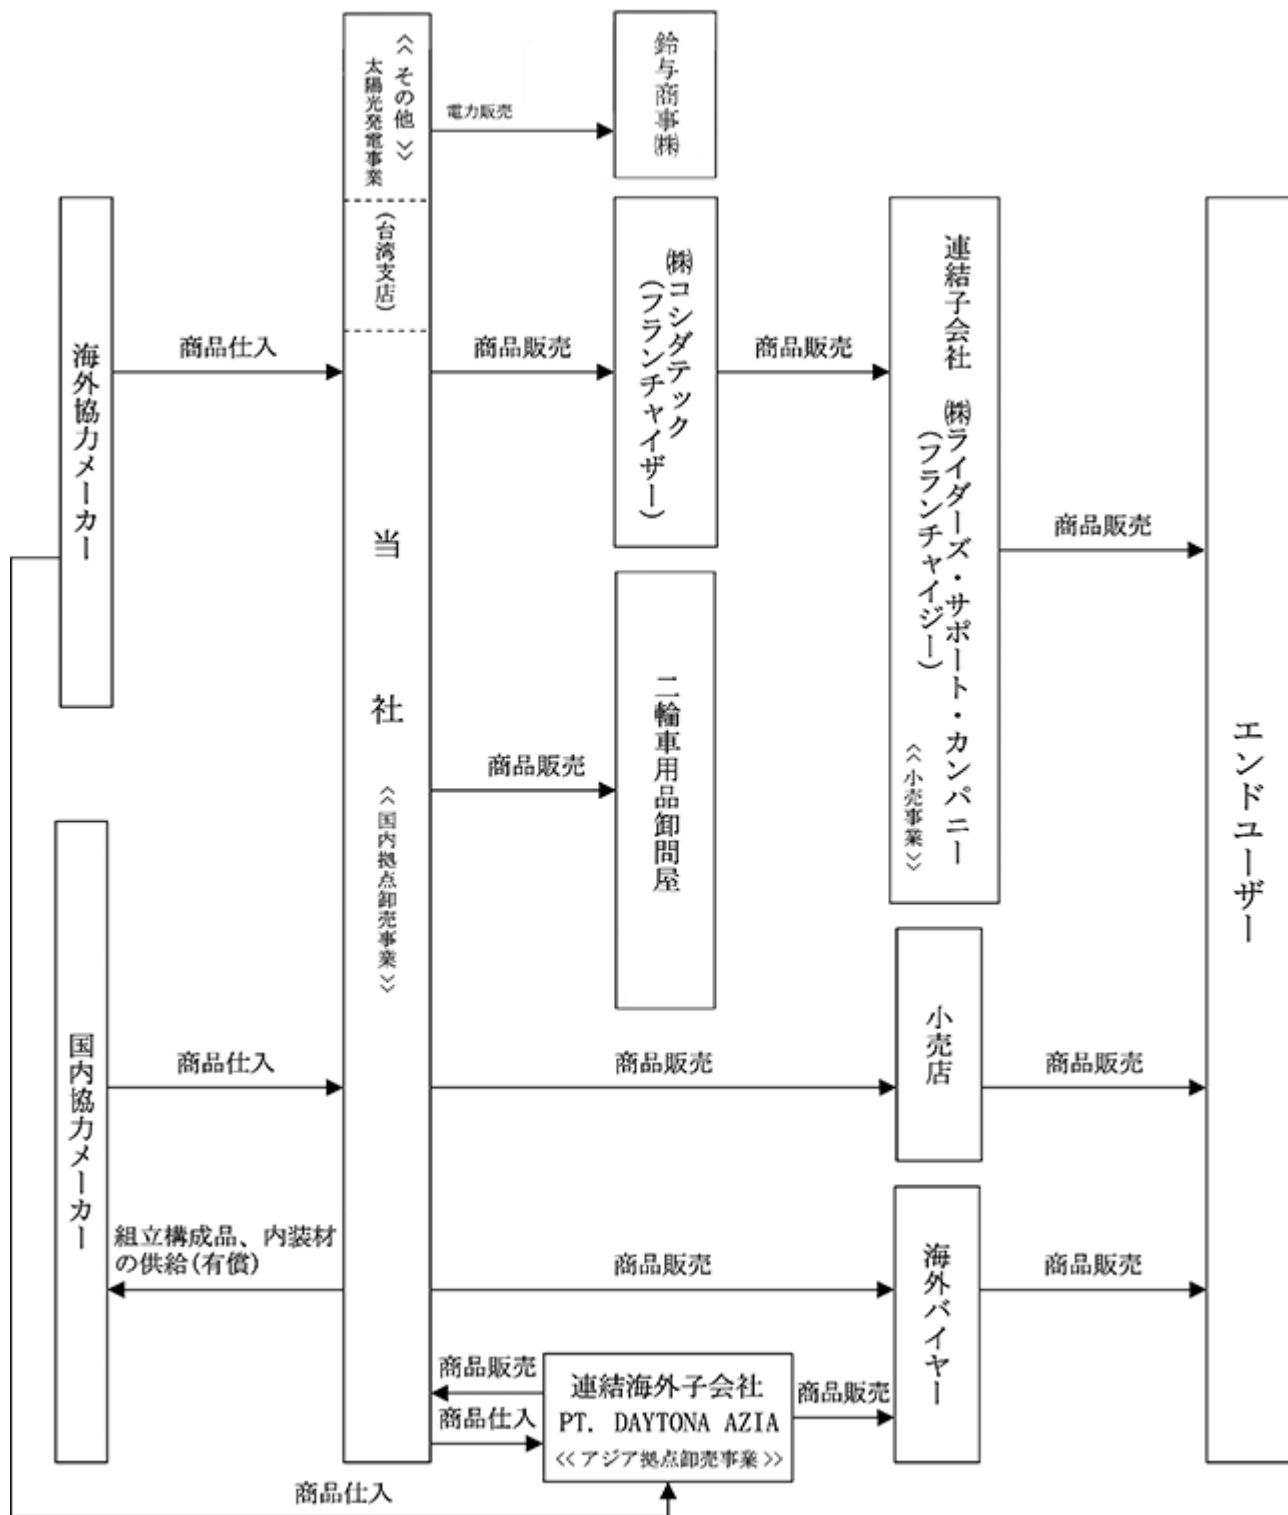 ≪その他≫
太陽光発電事業
(台湾支店)
当社
≪国内拠点卸売事業≫
電力販売
鈴与商事㈱
海外協力メーカー
商品仕入
商品販売
㈱コシダテック
(フランチャイザー)
商品販売
連結子会社 ㈱ライダーズ・サポート・カンパニー
(フランチャイジー)
≪小売事業≫
商品販売
エンドユーザー
商品販売
二輪車用品卸問屋
国内協力メーカー
商品仕入
商品販売
小売店
商品販売
組立構成品、内装材
の供給(有償)
商品販売
海外バイヤー
商品販売
商品販売
商品仕入
連結海外子会社
PT. DAYTONA AZIA
≪アジア拠点卸売事業≫
商品販売
商品仕入